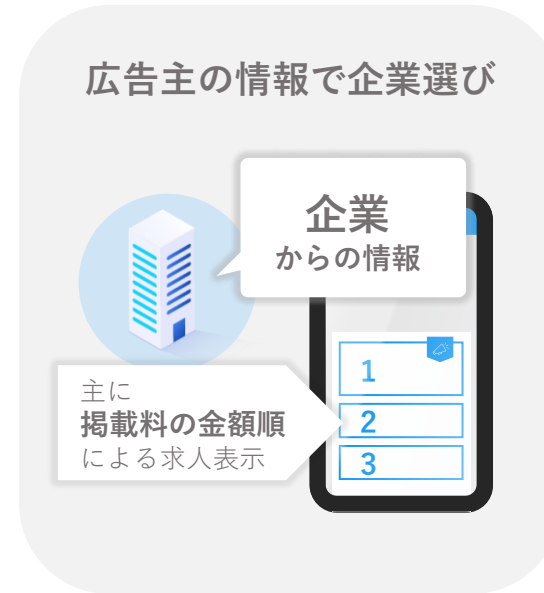 広告主の情報で企業選び
企業
からの情報
主に
掲載料の金額順
による求人表示
1
2
3